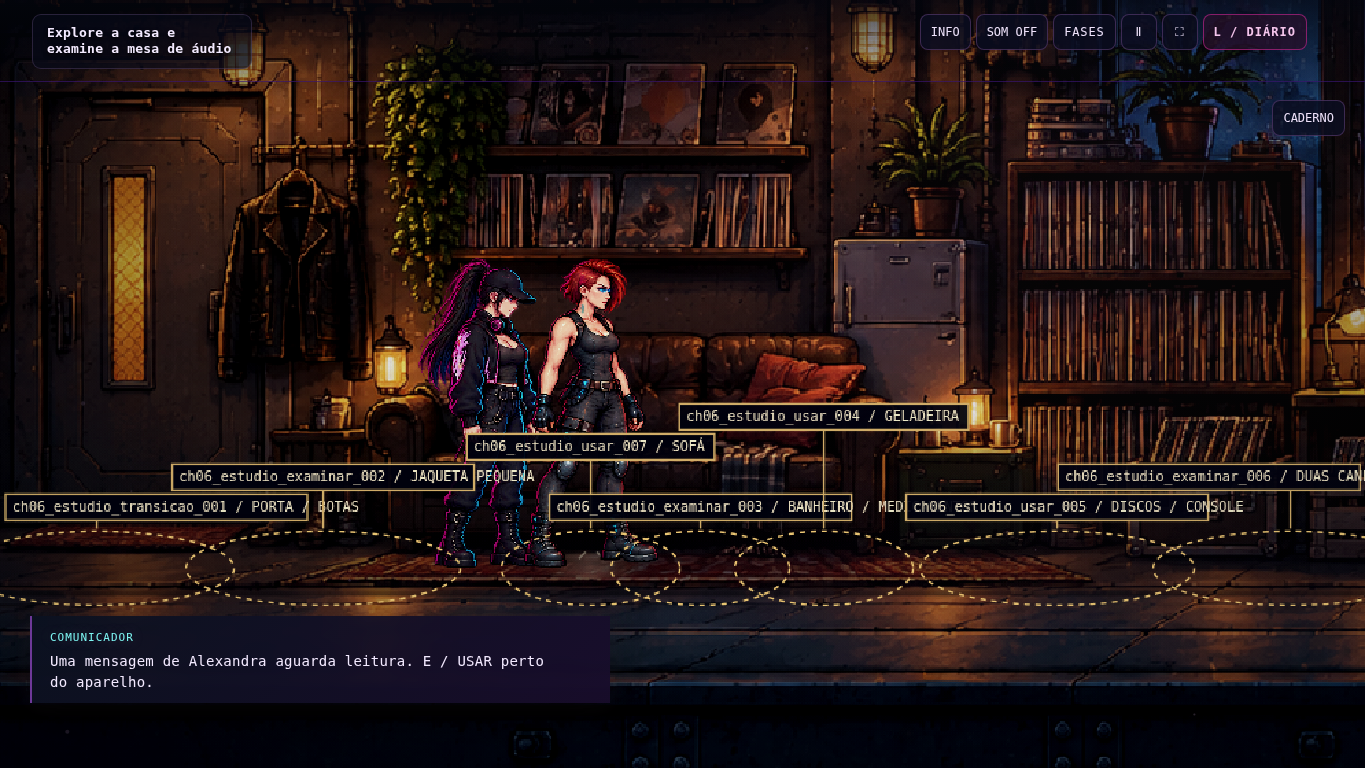 Explore a casa e
examine a mesa de áudio
INFO
SOM OFF
FASES
L / DIÁRIO
CADERNO
ch06_estudio_usar_004 / GELADEIRA
ch06_estudio_usar_007 / SOFÁ
ch06_estudio_examinar_002 / JAQUETA PEQUENA
ch06_estudio_examinar_006 / DUAS CAN
ch06_estudio_transicao_001 / PORTA / BOTAS
ch06_estudio_examinar_003 / BANHEIRO / MED
ch06_estudio_usar_005 / DISCOS / CONSOLE
COMUNICADOR
Uma mensagem de Alexandra aguarda leitura. E / USAR perto
do aparelho.